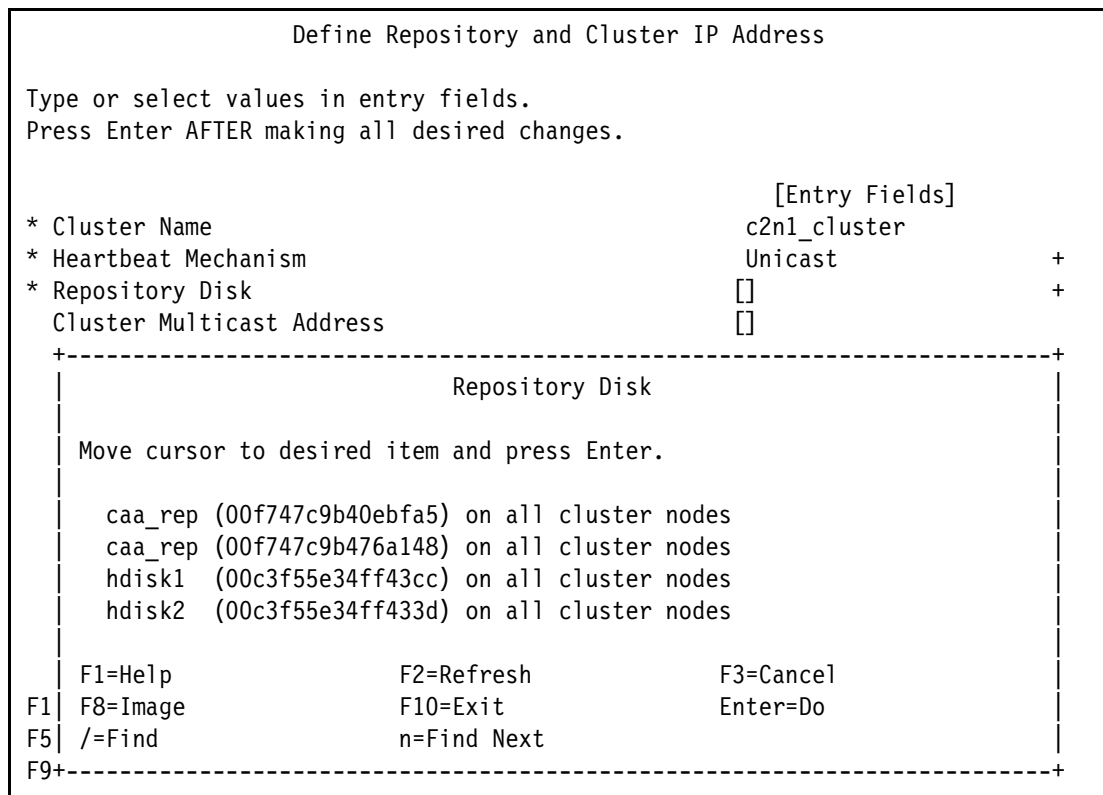 Define Repository and Cluster IP Address
Type or select values in entry fields.
Press Enter AFTER making all desired changes.
[Entry Fields]
* Cluster Name c2n1_cluster
* Heartbeat Mechanism Unicast +
* Repository Disk [] +
Cluster Multicast Address []
+--------------------------------------------------------------------------+
| Repository Disk |
| |
| Move cursor to desired item and press Enter. |
| |
| caa_rep (00f747c9b40ebfa5) on all cluster nodes |
| caa_rep (00f747c9b476a148) on all cluster nodes |
| hdisk1 (00c3f55e34ff43cc) on all cluster nodes |
| hdisk2 (00c3f55e34ff433d) on all cluster nodes |
| |
| F1=Help F2=Refresh F3=Cancel |
F1| F8=Image F10=Exit Enter=Do |
F5| /=Find n=Find Next |
F9+--------------------------------------------------------------------------+